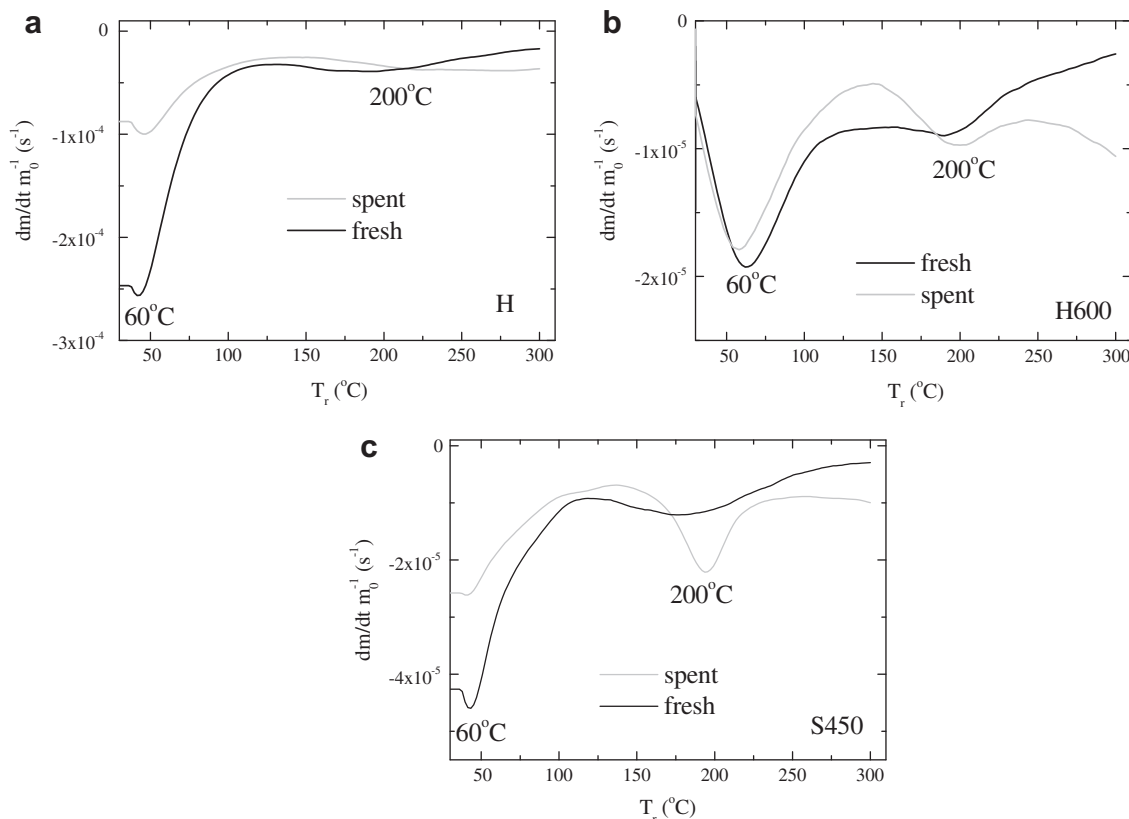 a
0
-1x10⁻⁴
-2x10⁻⁴
-3x10⁻⁴
dm/dt m₀⁻¹ (s⁻¹)
200°C
spent
fresh
60°C
H
50 100 150 200 250 300
Tᵣ (°C)
b
0
-1x10⁻⁵
-2x10⁻⁵
dm/dt m₀⁻¹ (s⁻¹)
200°C
60°C
fresh
spent
H600
50 100 150 200 250 300
Tᵣ (°C)
c
0
-2x10⁻⁵
-4x10⁻⁵
dm/dt m₀⁻¹ (s⁻¹)
200°C
spent
fresh
60°C
S450
50 100 150 200 250 300
Tᵣ (°C)